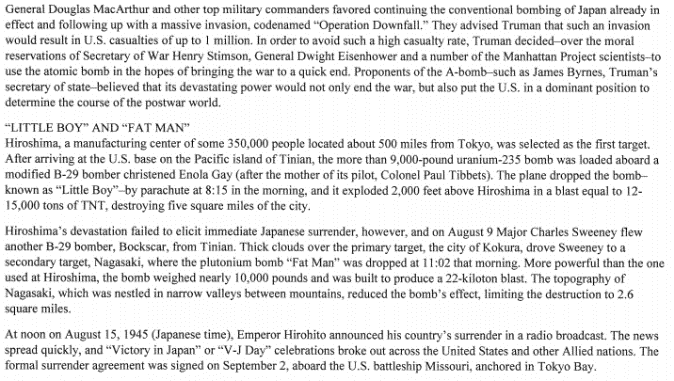 General Douglas MacArthur and other top military commanders favored continuing the conventional bombing of Japan already in
effect and following up with a massive invasion, codenamed “Operation Downfall.” They advised Truman that such an invasion
would result in U.S. casualties of up to 1 million. In order to avoid such a high casualty rate, Truman decided–over the moral
reservations of Secretary of War Henry Stimson, General Dwight Eisenhower and a number of the Manhattan Project scientists–to
use the atomic bomb in the hopes of bringing the war to a quick end. Proponents of the A-bomb–such as James Byrnes, Truman’s
secretary of state–believed that its devastating power would not only end the war, but also put the U.S. in a dominant position to
determine the course of the postwar world.
“LITTLE BOY” AND “FAT MAN”
Hiroshima, a manufacturing center of some 350,000 people located about 500 miles from Tokyo, was selected as the first target.
After arriving at the U.S. base on the Pacific island of Tinian, the more than 9,000-pound uranium-235 bomb was loaded aboard a
modified B-29 bomber christened Enola Gay (after the mother of its pilot, Colonel Paul Tibbets). The plane dropped the bomb–
known as “Little Boy”–by parachute at 8:15 in the morning, and it exploded 2,000 feet above Hiroshima in a blast equal to 12-
15,000 tons of TNT, destroying five square miles of the city.
Hiroshima’s devastation failed to elicit immediate Japanese surrender, however, and on August 9 Major Charles Sweeney flew
another B-29 bomber, Bockscar, from Tinian. Thick clouds over the primary target, the city of Kokura, drove Sweeney to a
secondary target, Nagasaki, where the plutonium bomb “Fat Man” was dropped at 11:02 that morning. More powerful than the one
used at Hiroshima, the bomb weighed nearly 10,000 pounds and was built to produce a 22-kiloton blast. The topography of
Nagasaki, which was nestled in narrow valleys between mountains, reduced the bomb’s effect, limiting the destruction to 2.6
square miles.
At noon on August 15, 1945 (Japanese time), Emperor Hirohito announced his country’s surrender in a radio broadcast. The news
spread quickly, and “Victory in Japan” or “V-J Day” celebrations broke out across the United States and other Allied nations. The
formal surrender agreement was signed on September 2, aboard the U.S. battleship Missouri, anchored in Tokyo Bay.